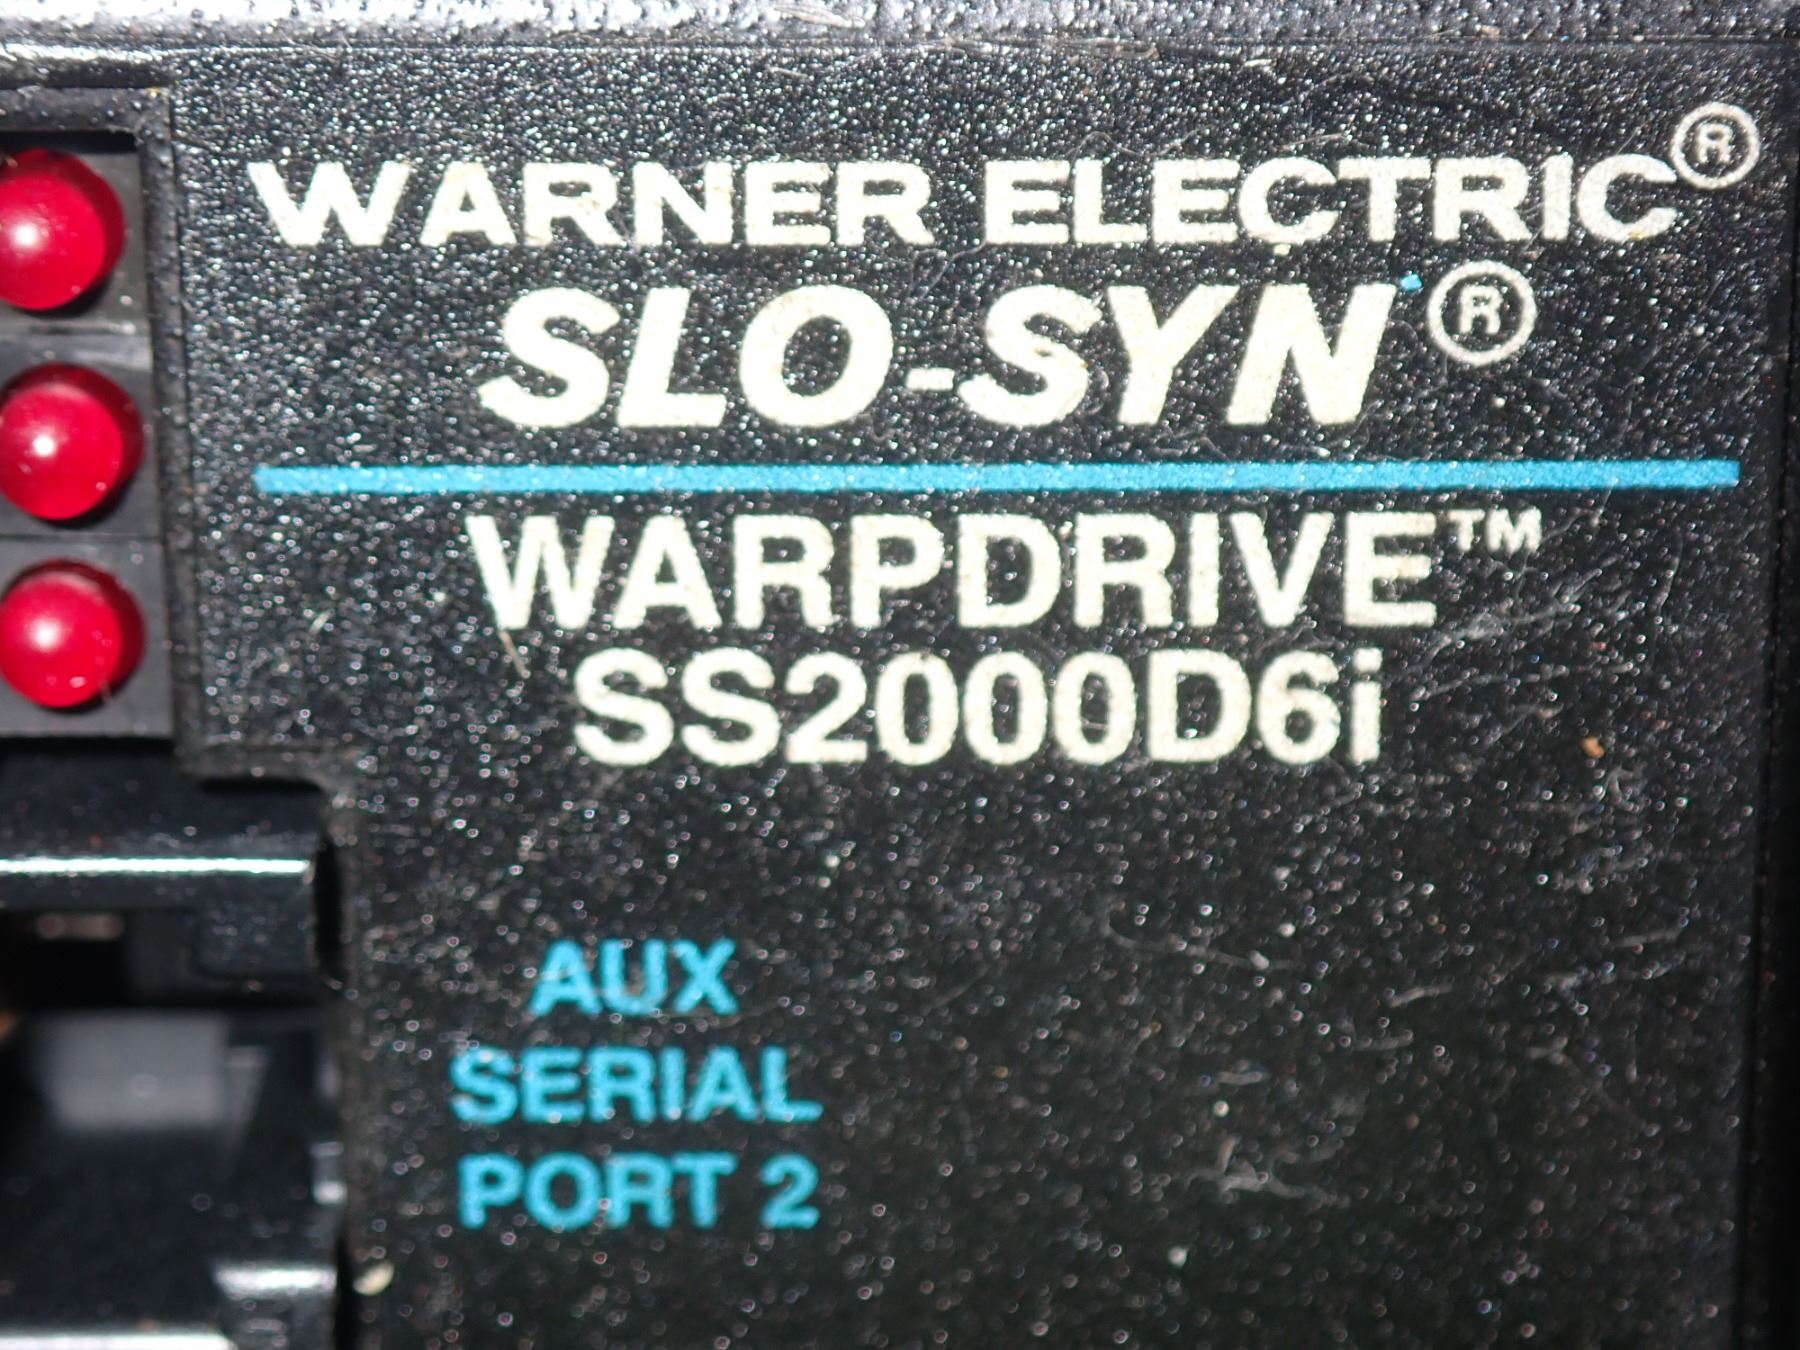 WARNER ELECTRIC®
SLO-SYN®
WARPDRIVE™
SS2000D6i
AUX
SERIAL
PORT 2